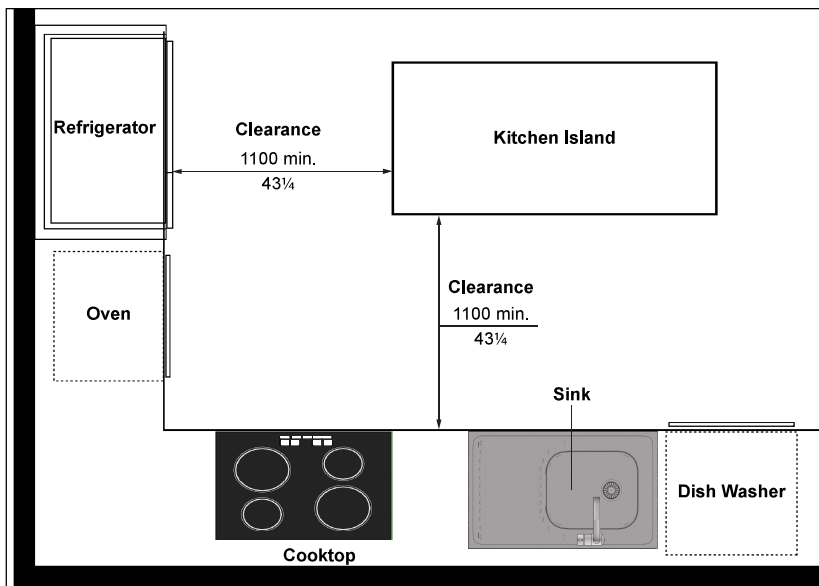 Refrigerator
Clearance
1100 min.
43¼
Kitchen Island
Oven
Clearance
1100 min.
43¼
Sink
Dish Washer
Cooktop